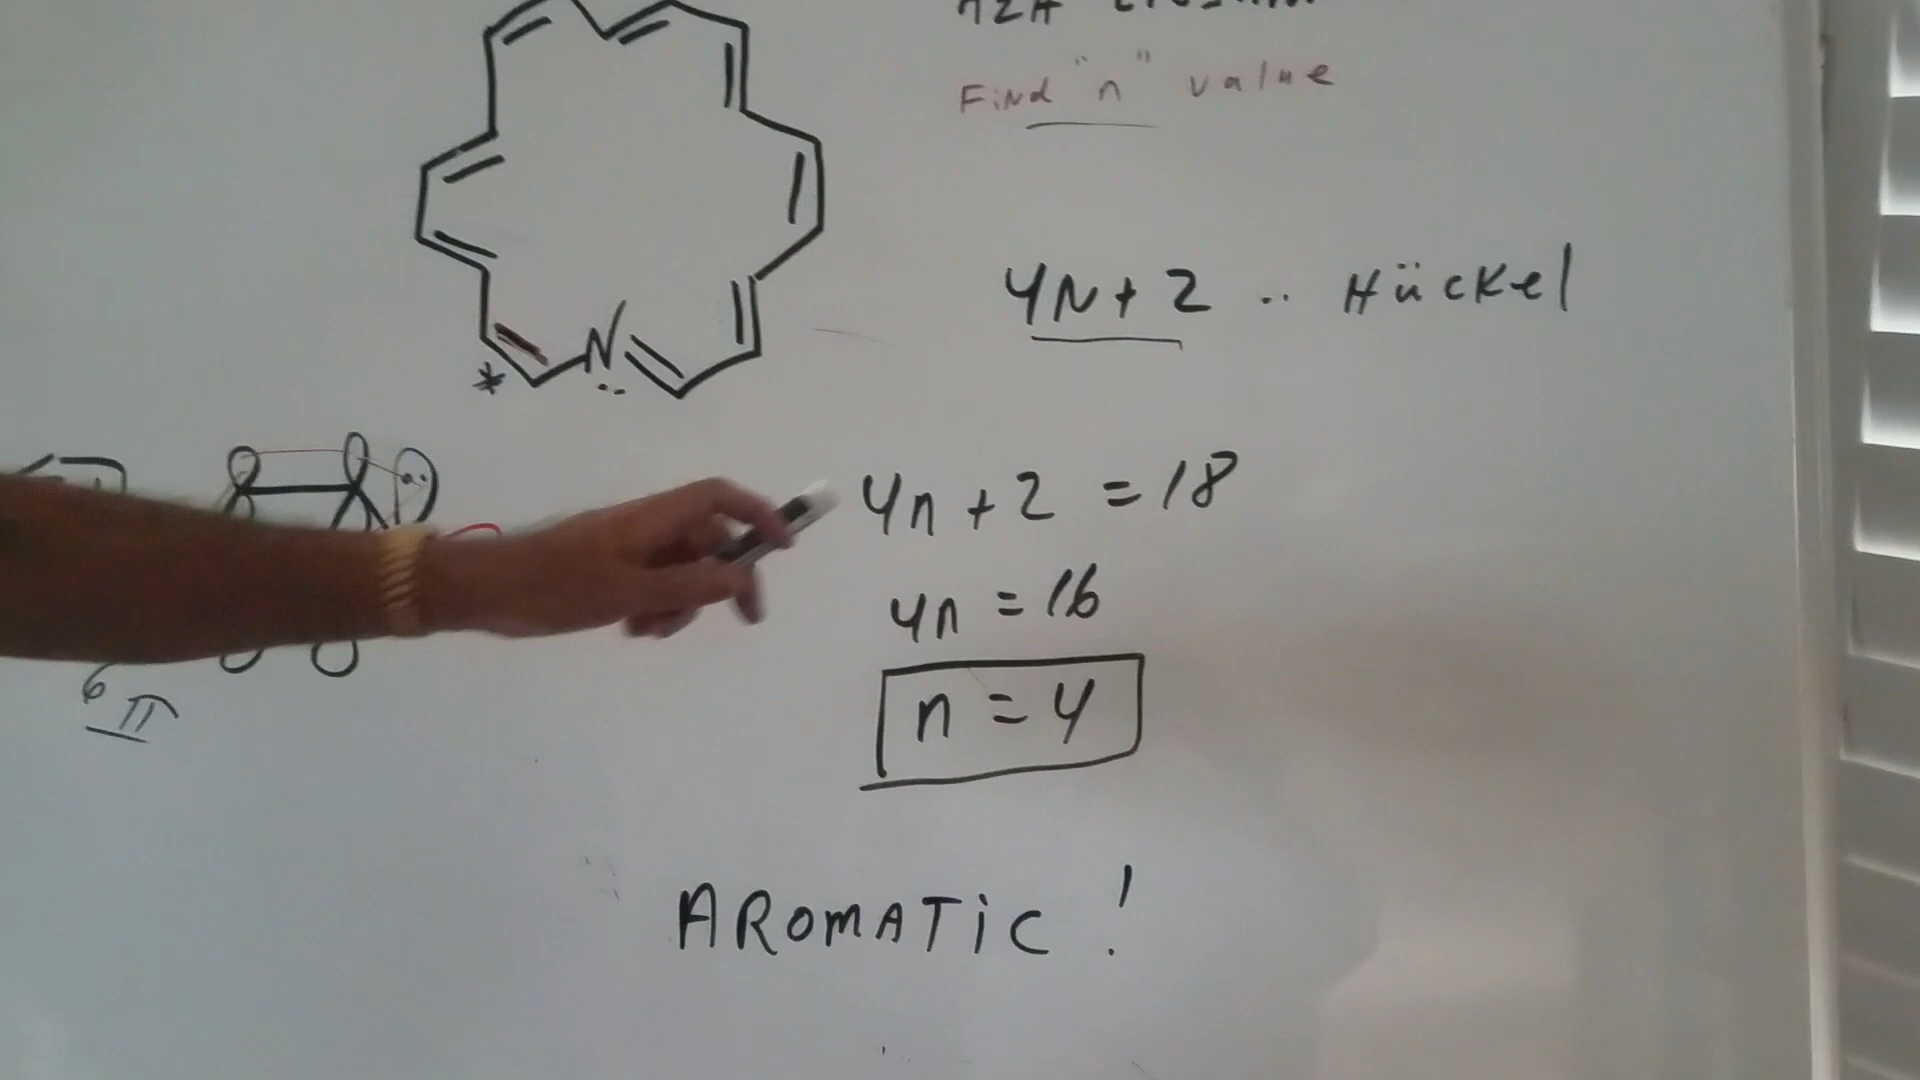 Find "n" value
4N+2 .. Hückel
N
*
4n + 2 = 18
4n = 16
n = 4
6 π
AROMATIC !